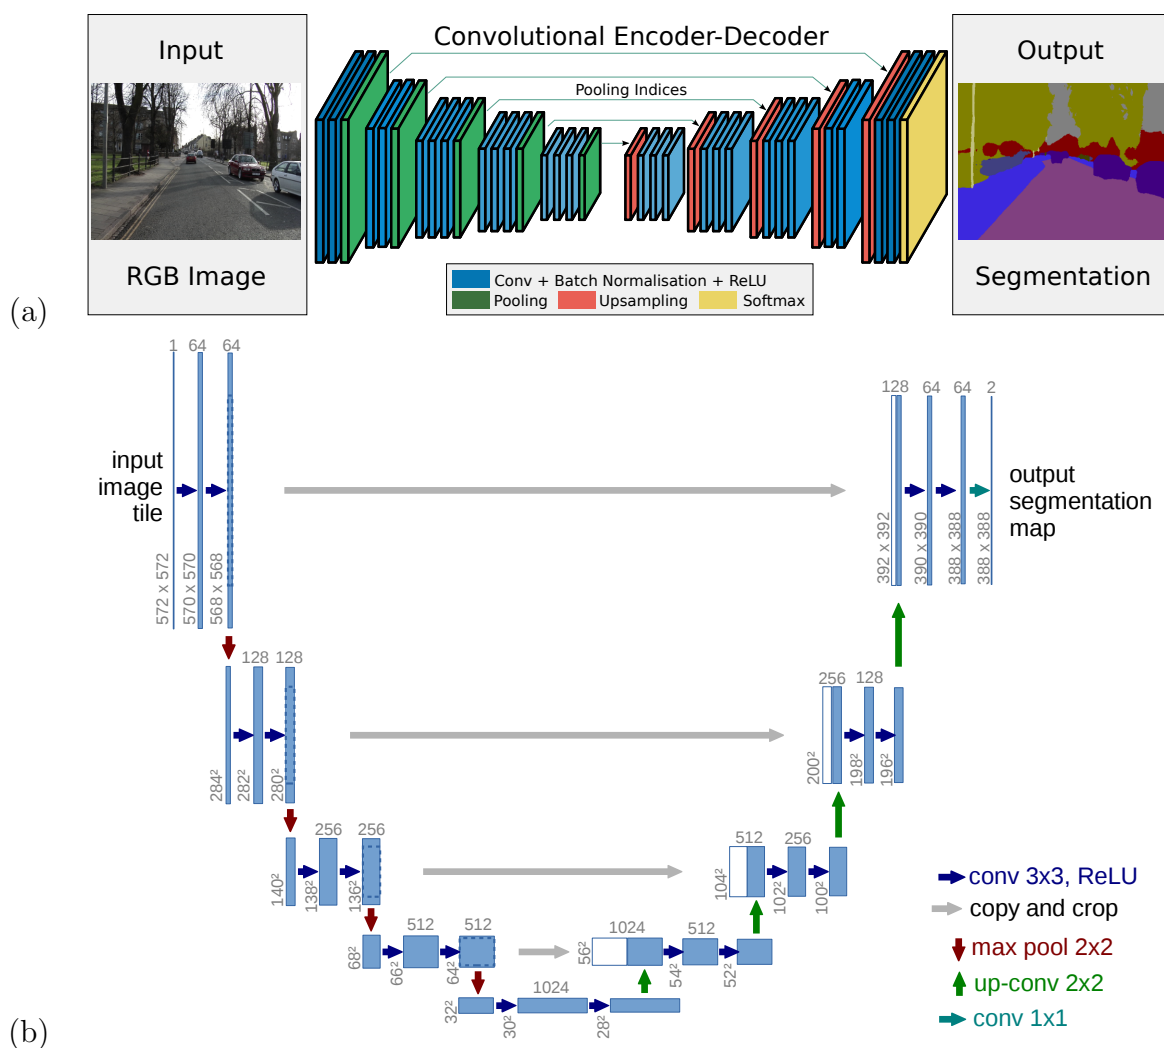 Input
Convolutional Encoder-Decoder
Output
Pooling Indices
RGB Image
Segmentation
Conv + Batch Normalisation + ReLU
Pooling
Upsampling
Softmax
(a)
1
64
64
input
image
tile
572 x 572
570 x 570
568 x 568
128
64
64
2
392 x 392
390 x 390
388 x 388
388 x 388
output
segmentation
map
128
128
284²
282²
280²
256
128
200²
198²
196²
256
256
140²
138²
136²
512
256
104²
102²
100²
512
512
68²
66²
64²
1024
512
56²
54²
52²
1024
32²
30²
28²
conv 3x3, ReLU
copy and crop
max pool 2x2
up-conv 2x2
conv 1x1
(b)